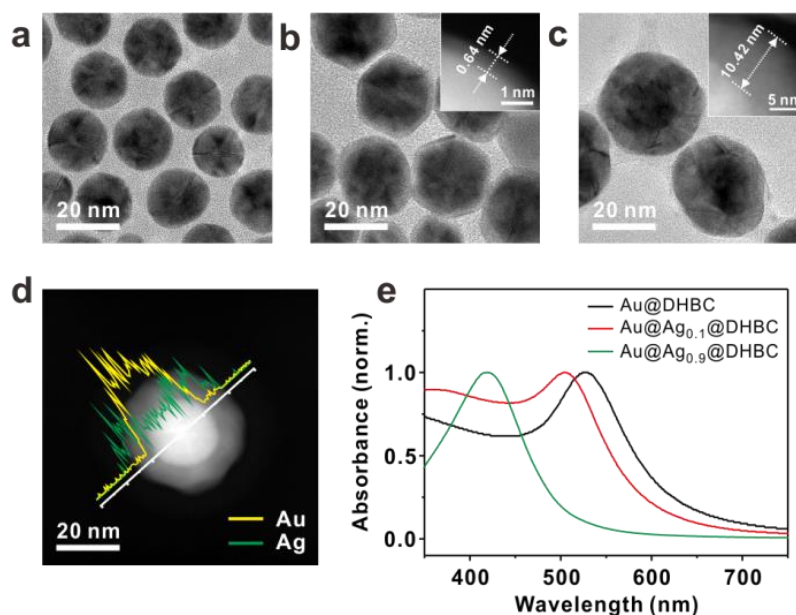 a
b
c
0.64 nm
1 nm
10.42 nm
5 nm
20 nm
20 nm
20 nm
d
e
Au@DHBC
Au@Ag0.1@DHBC
Au@Ag0.9@DHBC
Au
Ag
20 nm
Absorbance (norm.)
1.0
0.5
0.0
400
500
600
700
Wavelength (nm)